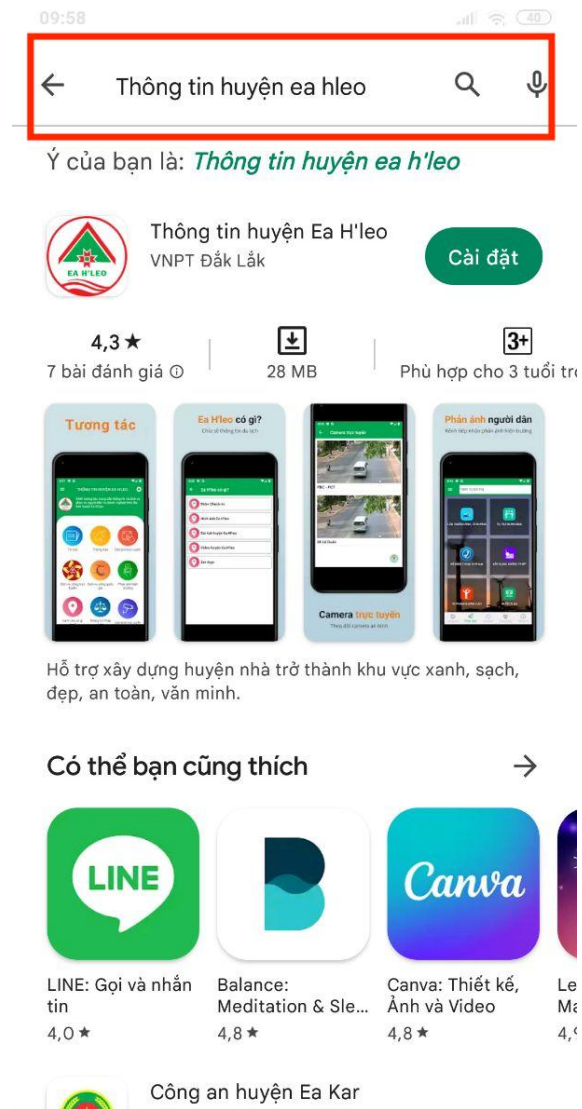 09:58
40
Thông tin huyện ea hleo
Ý của bạn là: Thông tin huyện ea h'leo
Thông tin huyện Ea H'leo
VNPT Đắk Lắk
Cài đặt
EA H'LEO
4,3 ★
7 bài đánh giá
28 MB
3+
Phù hợp cho 3 tuổi trở
Tương tác
Ea H'leo có gì?
Camera trực tuyến
Phản ánh người dân
Hỗ trợ xây dựng huyện nhà trở thành khu vực xanh, sạch,
đẹp, an toàn, văn minh.
Có thể bạn cũng thích
LINE
Canva
LINE: Gọi và nhắn
tin
4,0 ★
Balance:
Meditation & Sle...
4,8 ★
Canva: Thiết kế,
Ảnh và Video
4,8 ★
Le
Ma
4,9
Công an huyện Ea Kar